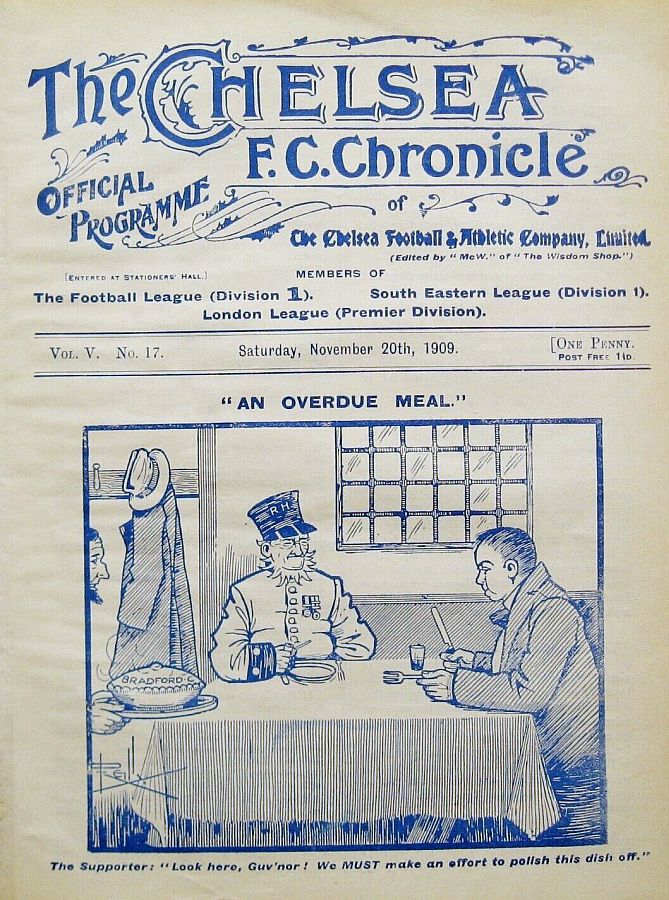 The CHELSEA
F.C. Chronicle
OFFICIAL
PROGRAMME
of
The Chelsea Football & Athletic Company, Limited.
(Edited by "McW." of "The Wisdom Shop.")
[ENTERED AT STATIONERS' HALL.]
MEMBERS OF
The Football League (Division 1). South Eastern League (Division 1).
London League (Premier Division).
VOL. V. No. 17. Saturday, November 20th, 1909. [ONE PENNY.
POST FREE 1½D.
"AN OVERDUE MEAL."
RH
BRADFORD·C
The Supporter: "Look here, Guv'nor! We MUST make an effort to polish this dish off."